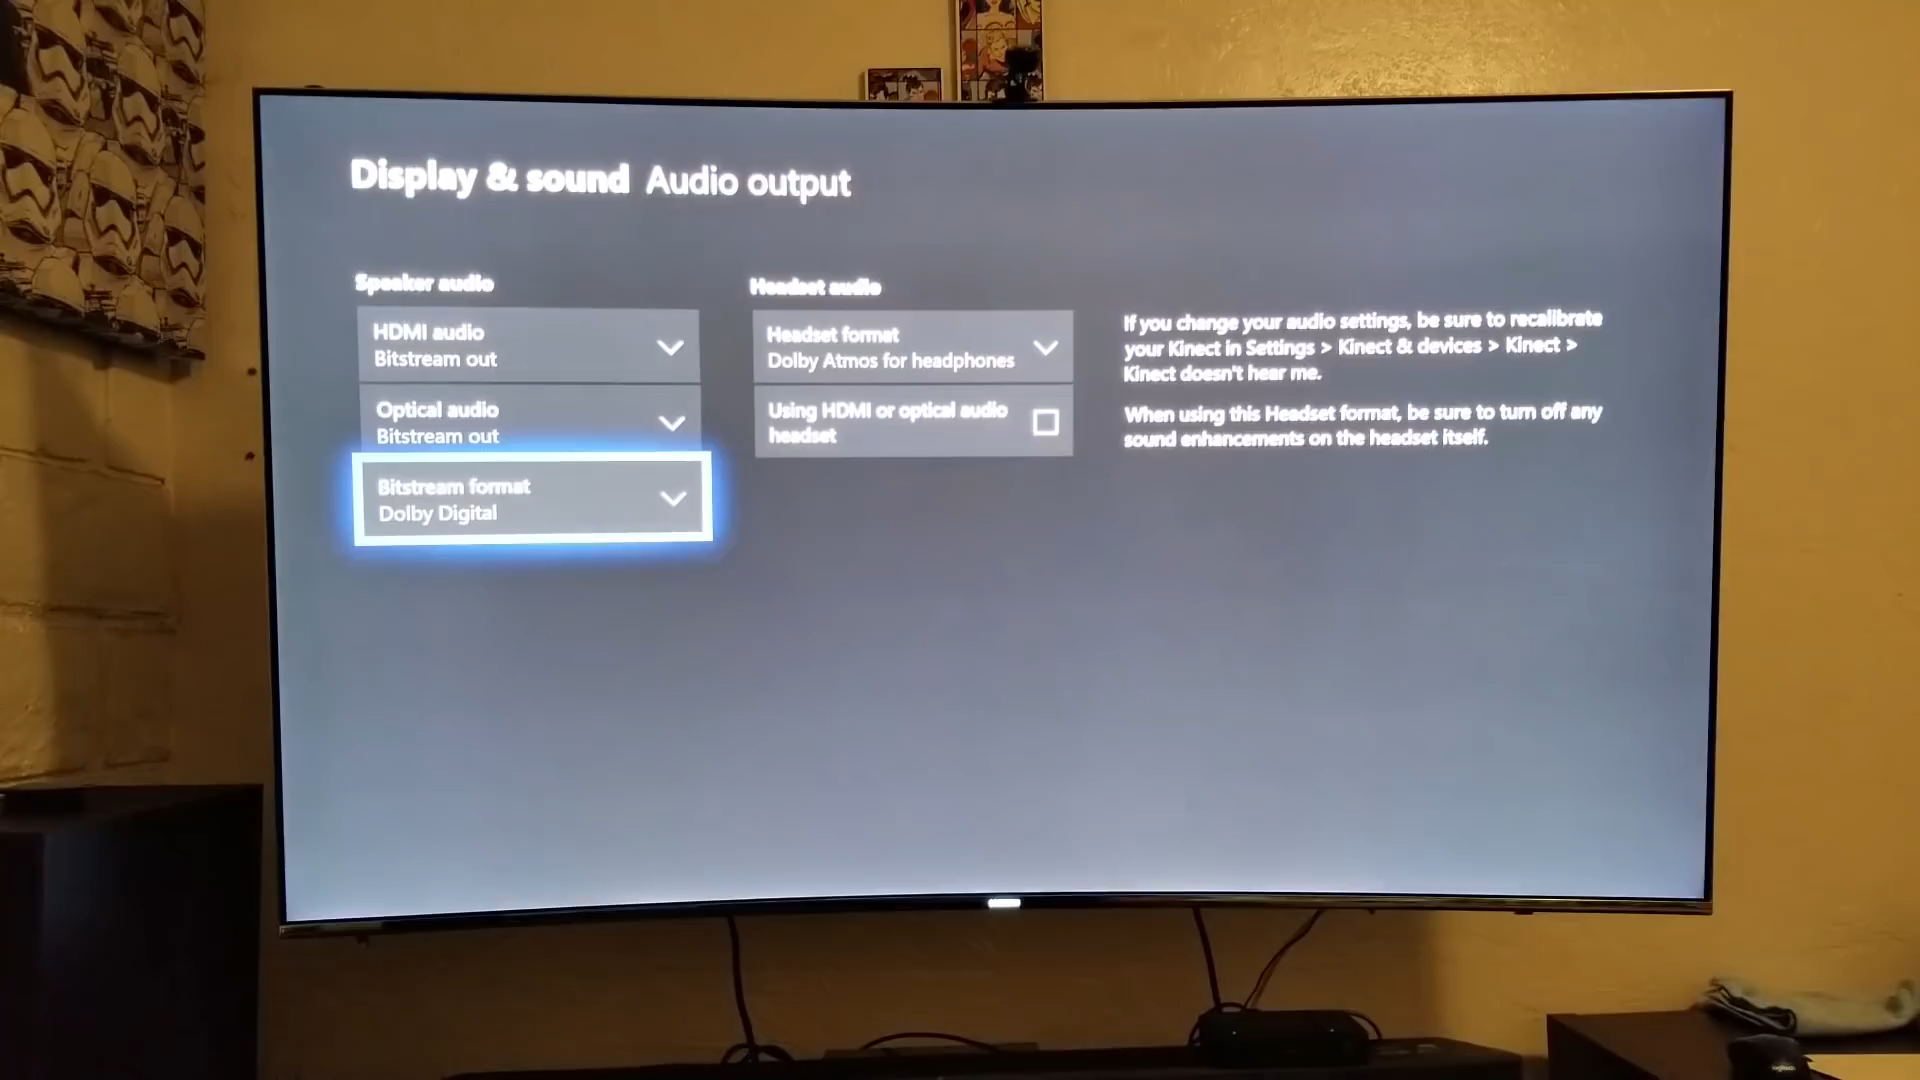 Display & sound Audio output
Speaker audio
HDMI audio
Bitstream out
Optical audio
Bitstream out
Bitstream format
Dolby Digital
Headset audio
Headset format
Dolby Atmos for headphones
Using HDMI or optical audio
headset
If you change your audio settings, be sure to recalibrate
your Kinect in Settings > Kinect & devices > Kinect >
Kinect doesn't hear me.
When using this Headset format, be sure to turn off any
sound enhancements on the headset itself.